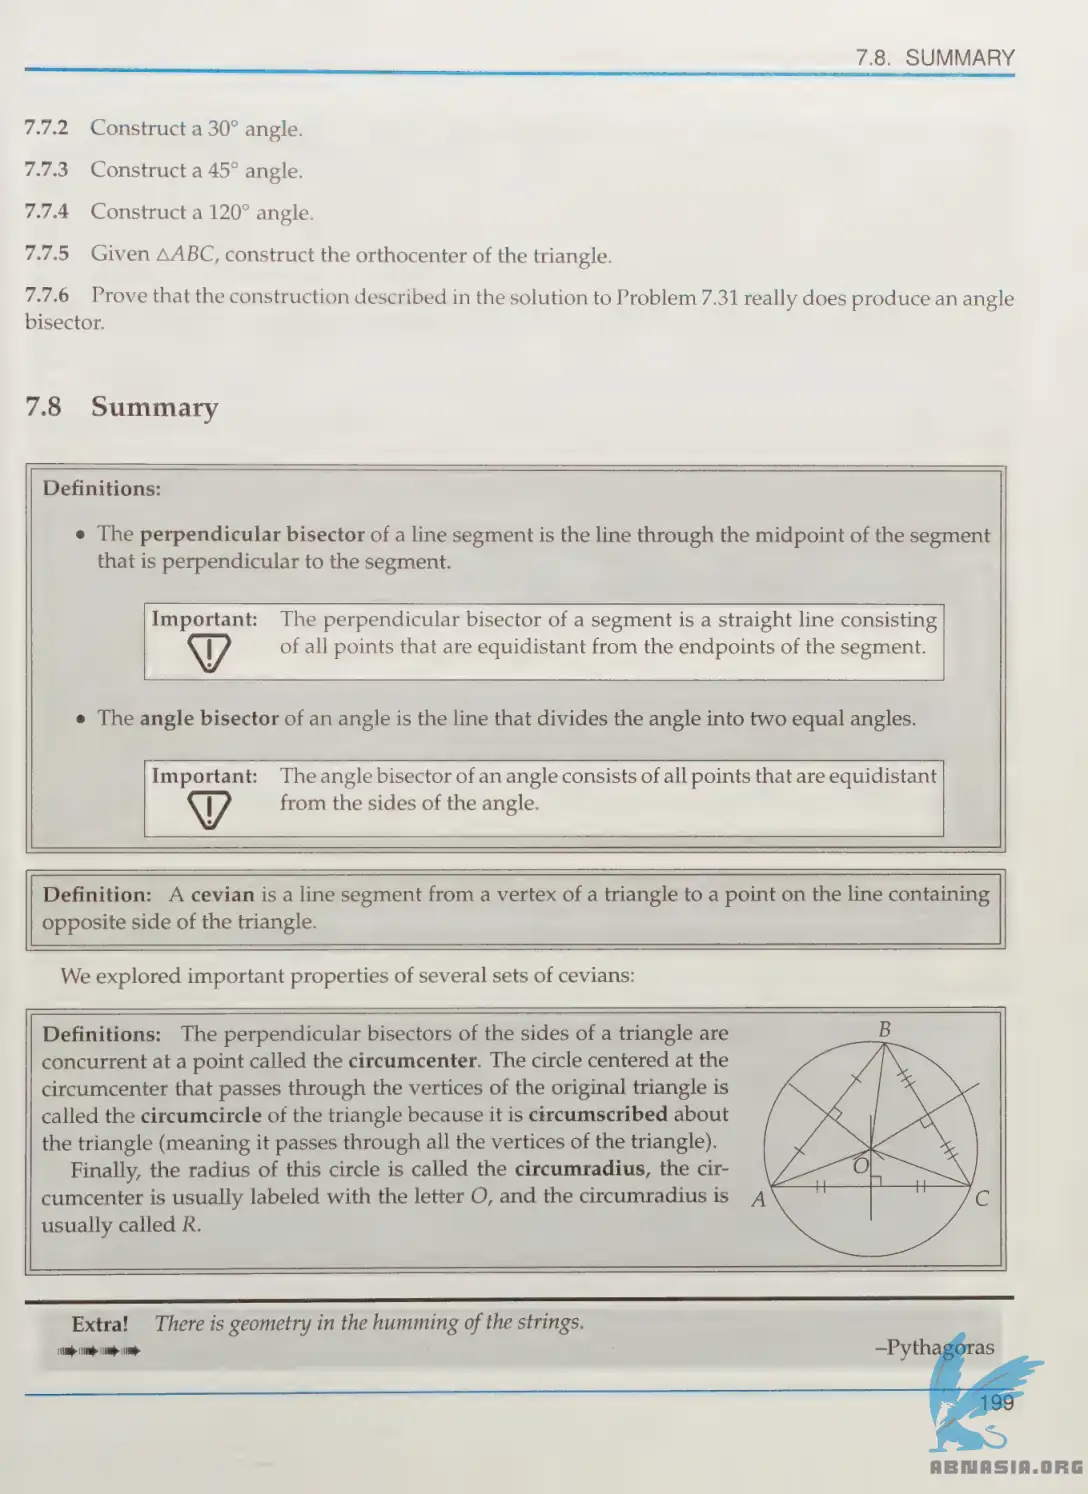 7.8. SUMMARY
7.7.2 Construct a 30° angle.
7.7.3 Construct a 45° angle.
7.7.4 Construct a 120° angle.
7.7.5 Given △ABC, construct the orthocenter of the triangle.
7.7.6 Prove that the construction described in the solution to Problem 7.31 really does produce an angle
bisector.
7.8 Summary
Definitions:
• The perpendicular bisector of a line segment is the line through the midpoint of the segment
that is perpendicular to the segment.
Important: The perpendicular bisector of a segment is a straight line consisting
of all points that are equidistant from the endpoints of the segment.
• The angle bisector of an angle is the line that divides the angle into two equal angles.
Important: The angle bisector of an angle consists of all points that are equidistant
from the sides of the angle.
Definition: A cevian is a line segment from a vertex of a triangle to a point on the line containing
opposite side of the triangle.
We explored important properties of several sets of cevians:
Definitions: The perpendicular bisectors of the sides of a triangle are
concurrent at a point called the circumcenter. The circle centered at the
circumcenter that passes through the vertices of the original triangle is
called the circumcircle of the triangle because it is circumscribed about
the triangle (meaning it passes through all the vertices of the triangle).
Finally, the radius of this circle is called the circumradius, the cir-
cumcenter is usually labeled with the letter O, and the circumradius is
usually called R.
B
O
A
C
Extra! There is geometry in the humming of the strings.
–Pythagoras
199
ABNASIA.ORG